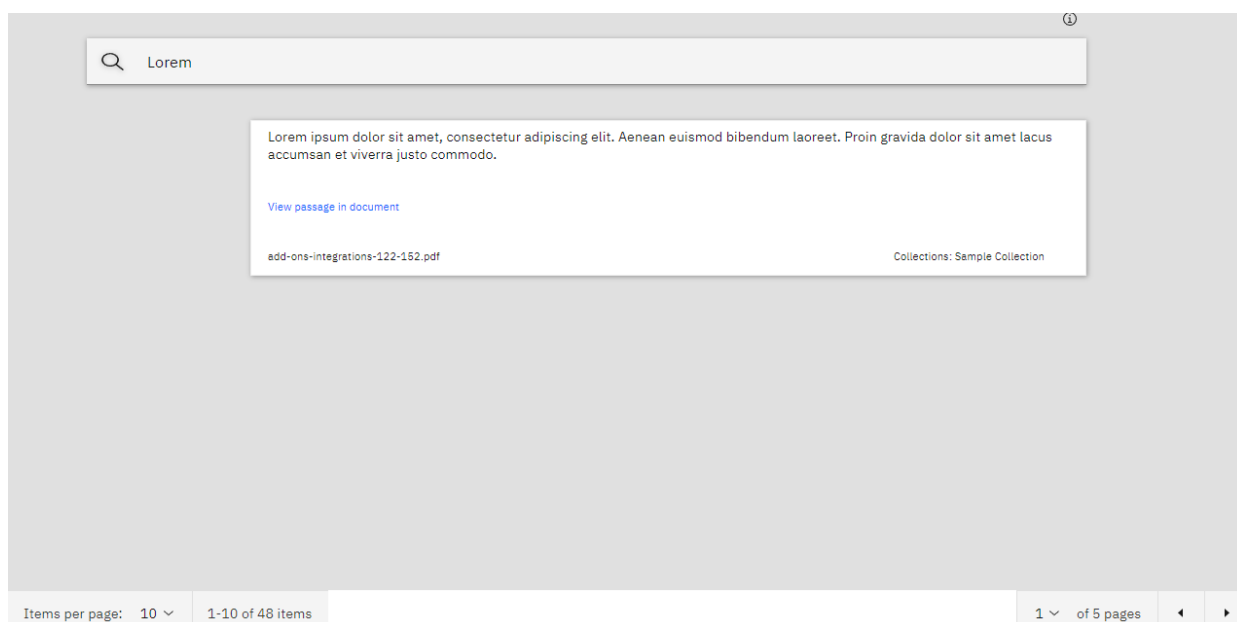 Lorem
Lorem ipsum dolor sit amet, consectetur adipiscing elit. Aenean euismod bibendum laoreet. Proin gravida dolor sit amet lacus
accumsan et viverra justo commodo.
View passage in document
add-ons-integrations-122-152.pdf Collections: Sample Collection
Items per page: 10 1-10 of 48 items 1 of 5 pages